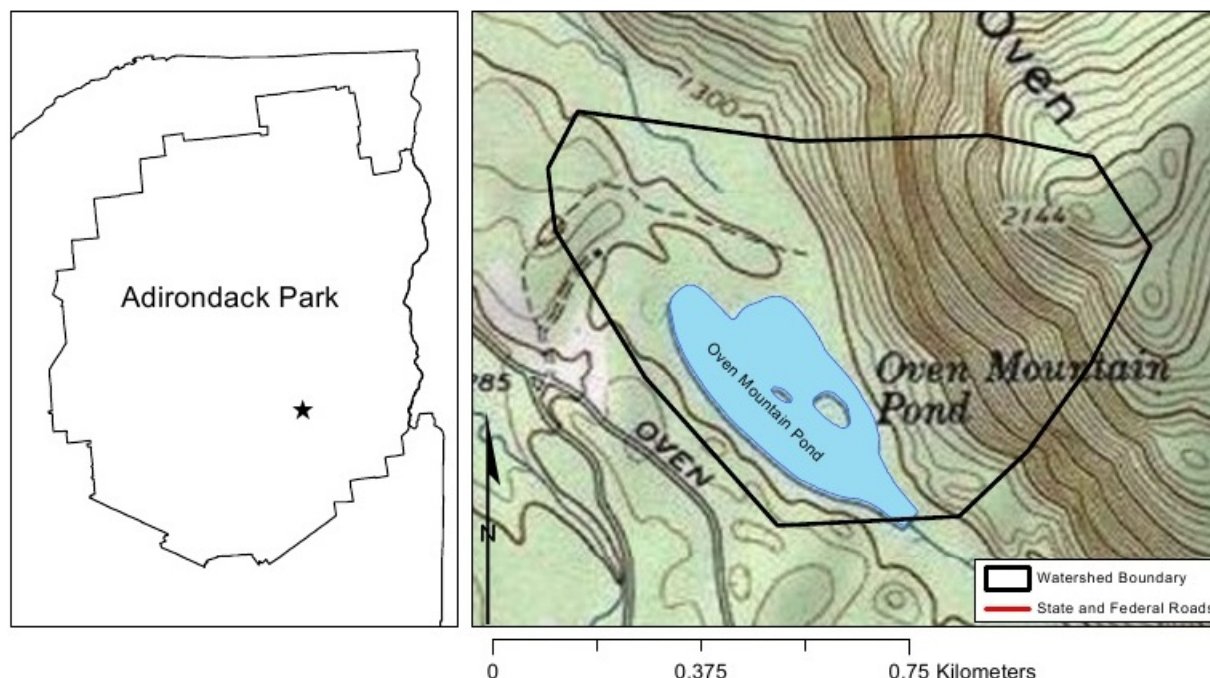 Adirondack Park
Oven
1300
2144
Oven Mountain Pond
Oven Mountain
Pond
785
OVEN
N
Watershed Boundary
State and Federal Roads
0
0.375
0.75 Kilometers